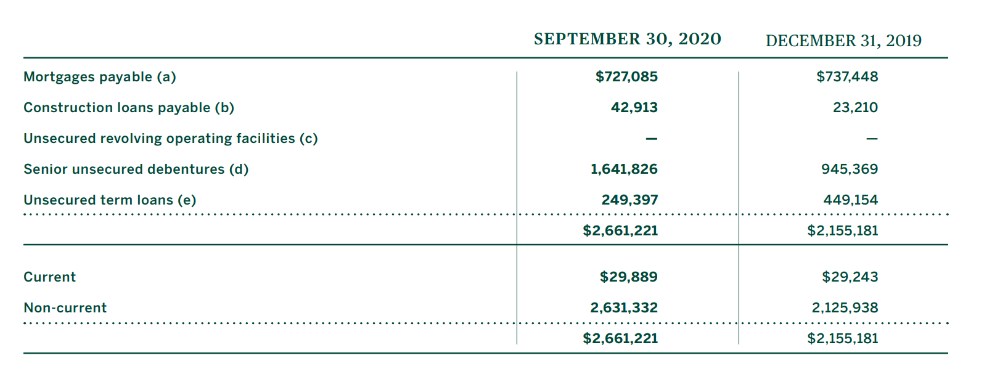 SEPTEMBER 30, 2020 DECEMBER 31, 2019
Mortgages payable (a) $727,085 $737,448
Construction loans payable (b) 42,913 23,210
Unsecured revolving operating facilities (c) — —
Senior unsecured debentures (d) 1,641,826 945,369
Unsecured term loans (e) 249,397 449,154
$2,661,221 $2,155,181
Current $29,889 $29,243
Non-current 2,631,332 2,125,938
$2,661,221 $2,155,181